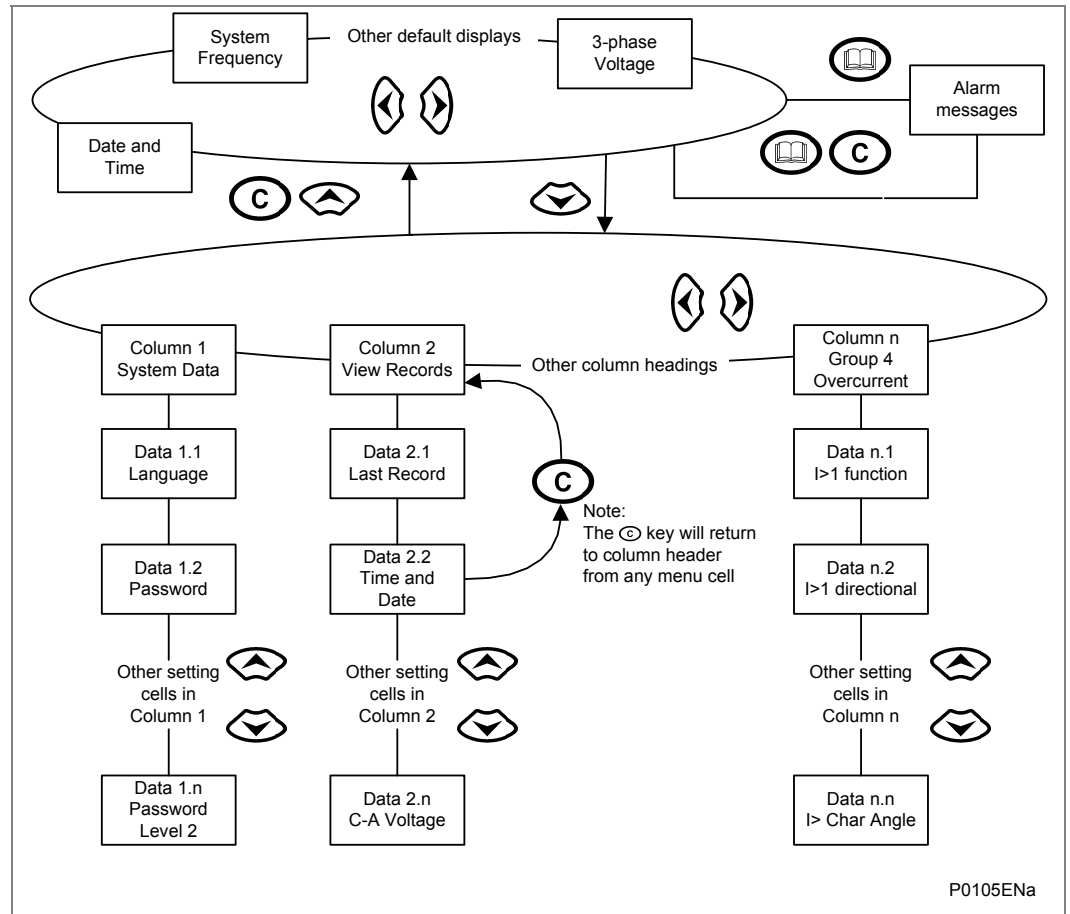 System
Frequency
Other default displays
3-phase
Voltage
Alarm
messages
Date and
Time
C
C
Column 1
System Data
Column 2
View Records
Other column headings
Column n
Group 4
Overcurrent
Data 1.1
Language
Data 2.1
Last Record
Data n.1
I>1 function
C
Note:
The C key will return
to column header
from any menu cell
Data 1.2
Password
Data 2.2
Time and
Date
Data n.2
I>1 directional
Other setting
cells in
Column 1
Other setting
cells in
Column 2
Other setting
cells in
Column n
Data 1.n
Password
Level 2
Data 2.n
C-A Voltage
Data n.n
I> Char Angle
P0105ENa